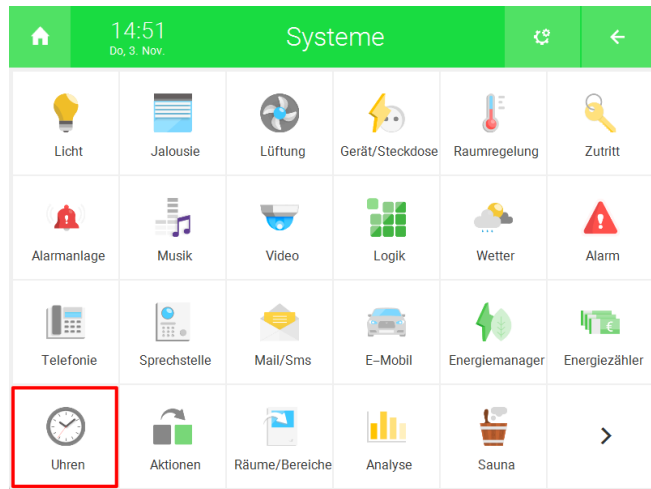 14:51
Do, 3. Nov.
Systeme
Licht
Jalousie
Lüftung
Gerät/Steckdose
Raumregelung
Zutritt
Alarmanlage
Musik
Video
Logik
Wetter
Alarm
Telefonie
Sprechstelle
Mail/Sms
E-Mobil
Energiemanager
Energiezähler
Uhren
Aktionen
Räume/Bereiche
Analyse
Sauna